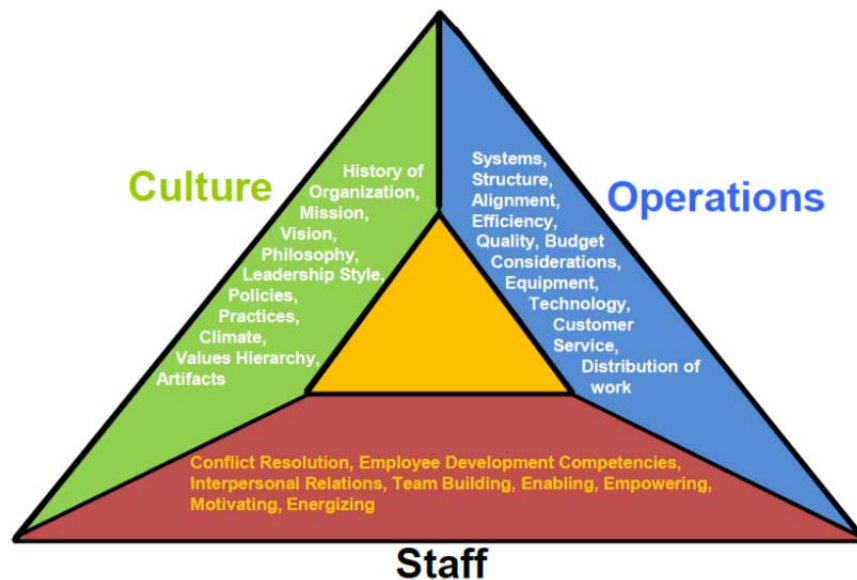 Culture
History of
Organization,
Mission,
Vision,
Philosophy,
Leadership Style,
Policies,
Practices,
Climate,
Values Hierarchy,
Artifacts
Operations
Systems,
Structure,
Alignment,
Efficiency,
Quality, Budget
Considerations,
Equipment,
Technology,
Customer
Service,
Distribution of
work
Conflict Resolution, Employee Development Competencies,
Interpersonal Relations, Team Building, Enabling, Empowering,
Motivating, Energizing
Staff